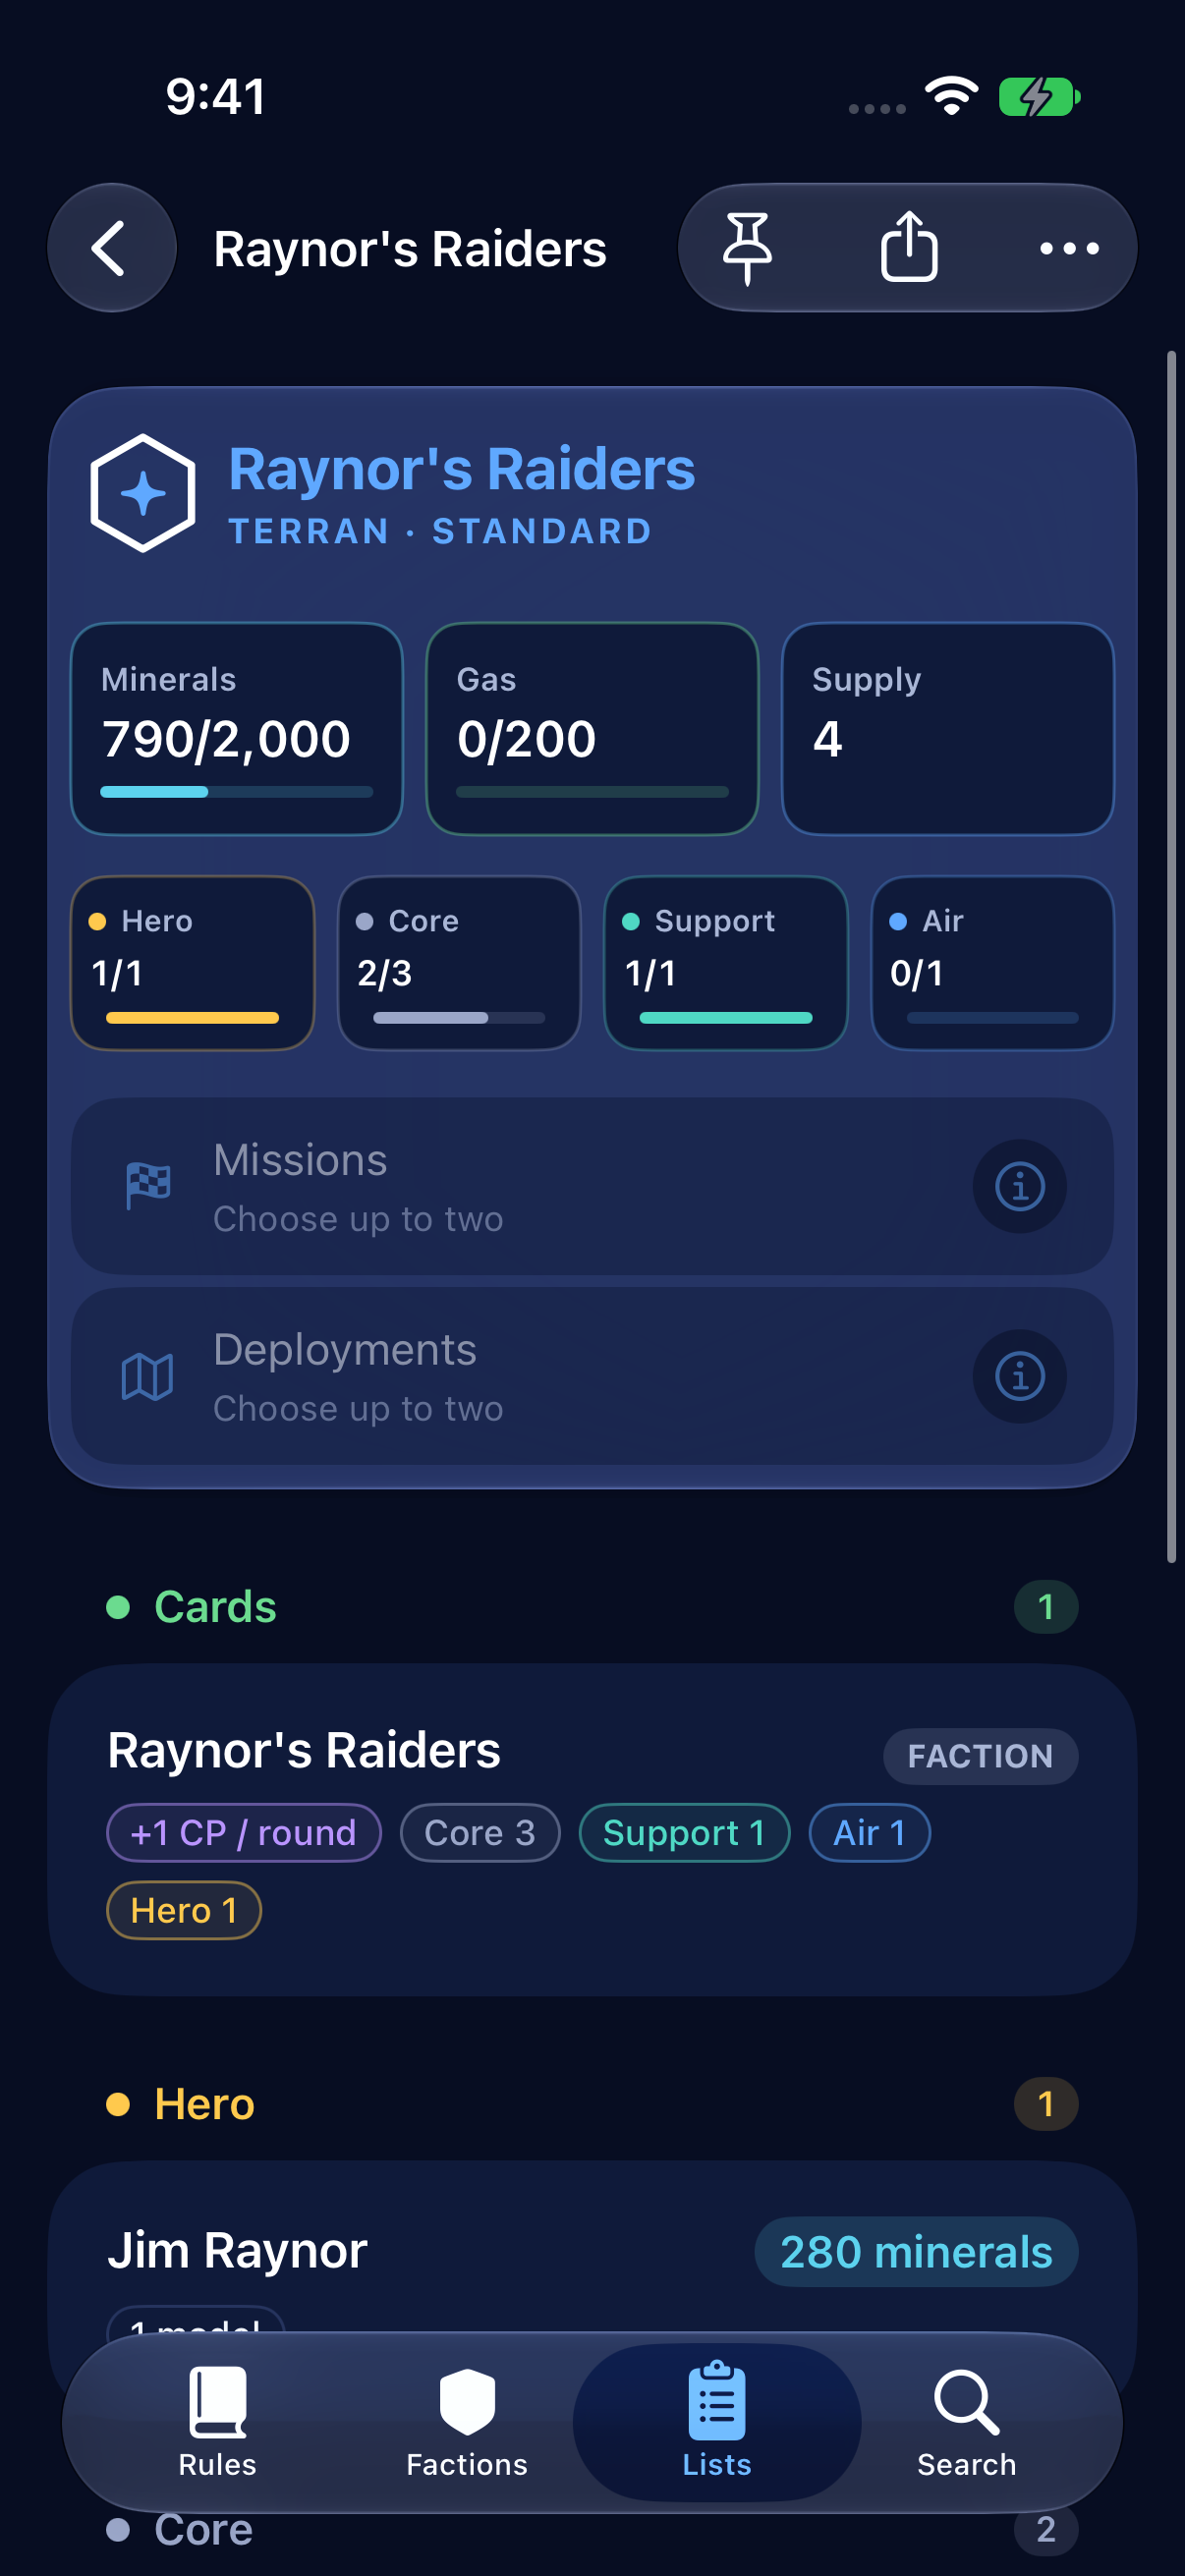 9:41
Raynor's Raiders
Raynor's Raiders
TERRAN · STANDARD
Minerals
790/2,000
Gas
0/200
Supply
4
Hero
1/1
Core
2/3
Support
1/1
Air
0/1
Missions
Choose up to two
Deployments
Choose up to two
Cards
1
Raynor's Raiders
FACTION
+1 CP / round
Core 3
Support 1
Air 1
Hero 1
Hero
1
Jim Raynor
280 minerals
1 model
Rules
Factions
Lists
Search
Core
2